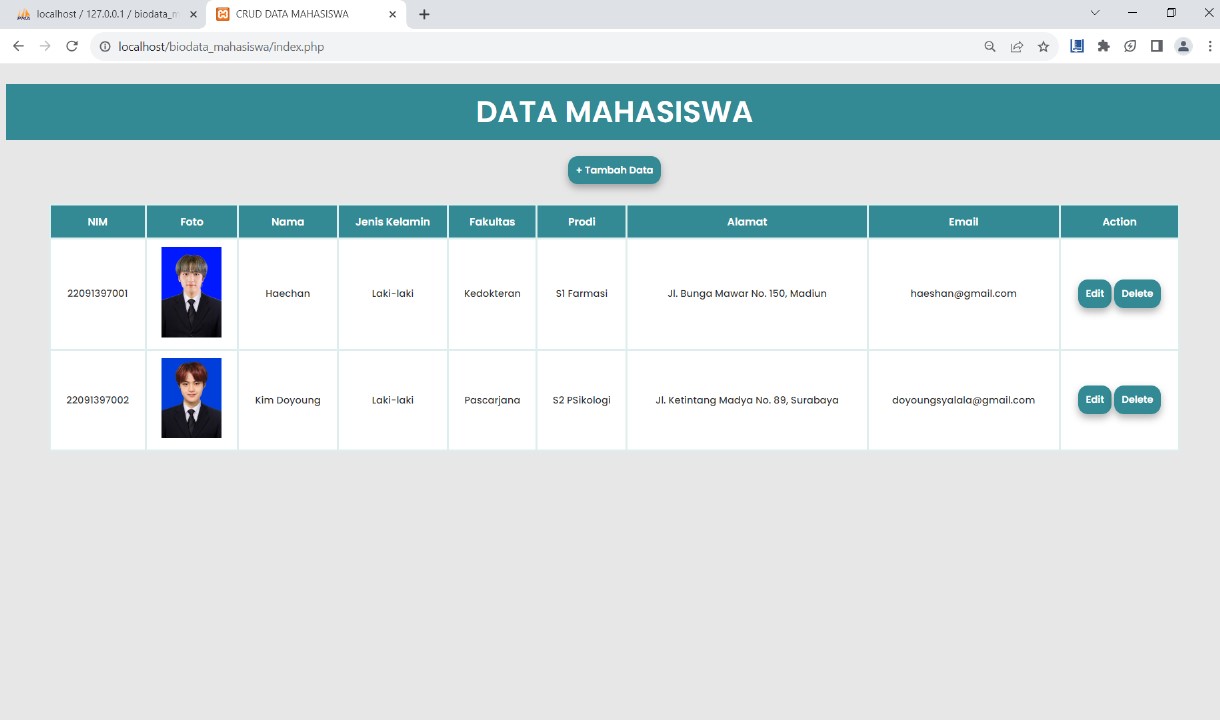 localhost / 127.0.0.1 / biodata_m
CRUD DATA MAHASISWA
localhost/biodata_mahasiswa/index.php
DATA MAHASISWA
+ Tambah Data
NIM Foto Nama Jenis Kelamin Fakultas Prodi Alamat Email Action
22091397001 Haechan Laki-laki Kedokteran S1 Farmasi Jl. Bunga Mawar No. 150, Madiun haeshan@gmail.com Edit Delete
22091397002 Kim Doyoung Laki-laki Pascarjana S2 PSikologi Jl. Ketintang Madya No. 89, Surabaya doyoungsyalala@gmail.com Edit Delete